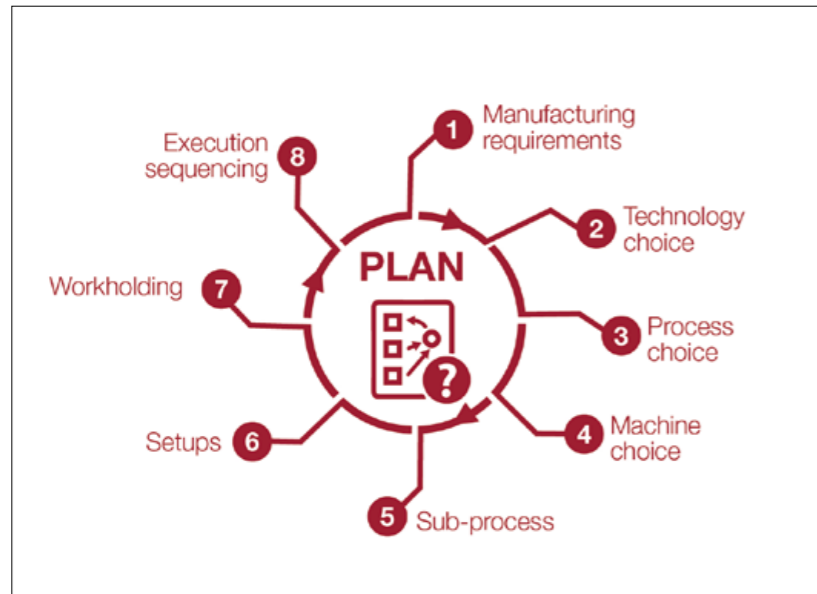 PLAN
?
1
Manufacturing
requirements
2
Technology
choice
3
Process
choice
4
Machine
choice
5
Sub-process
6
Setups
7
Workholding
8
Execution
sequencing